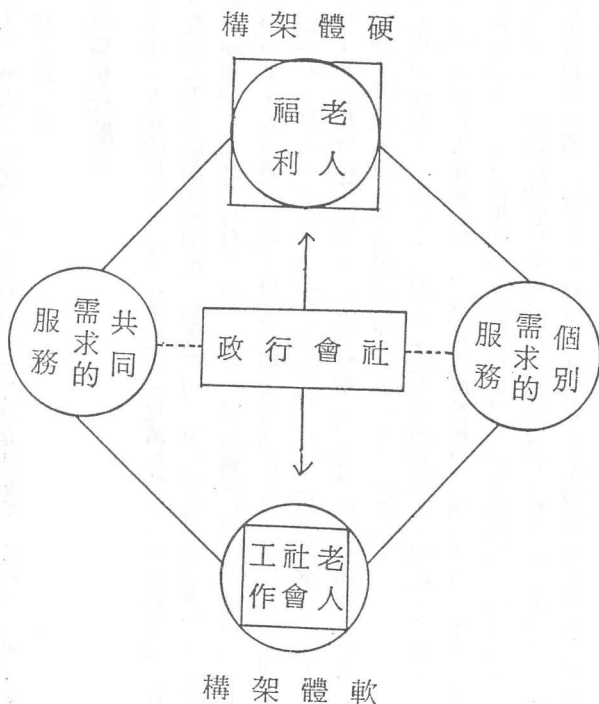 硬體架構
老人
福利
共同
需求的
服務
社會行政
個別
需求的
服務
老人
社會
工作
軟體架構